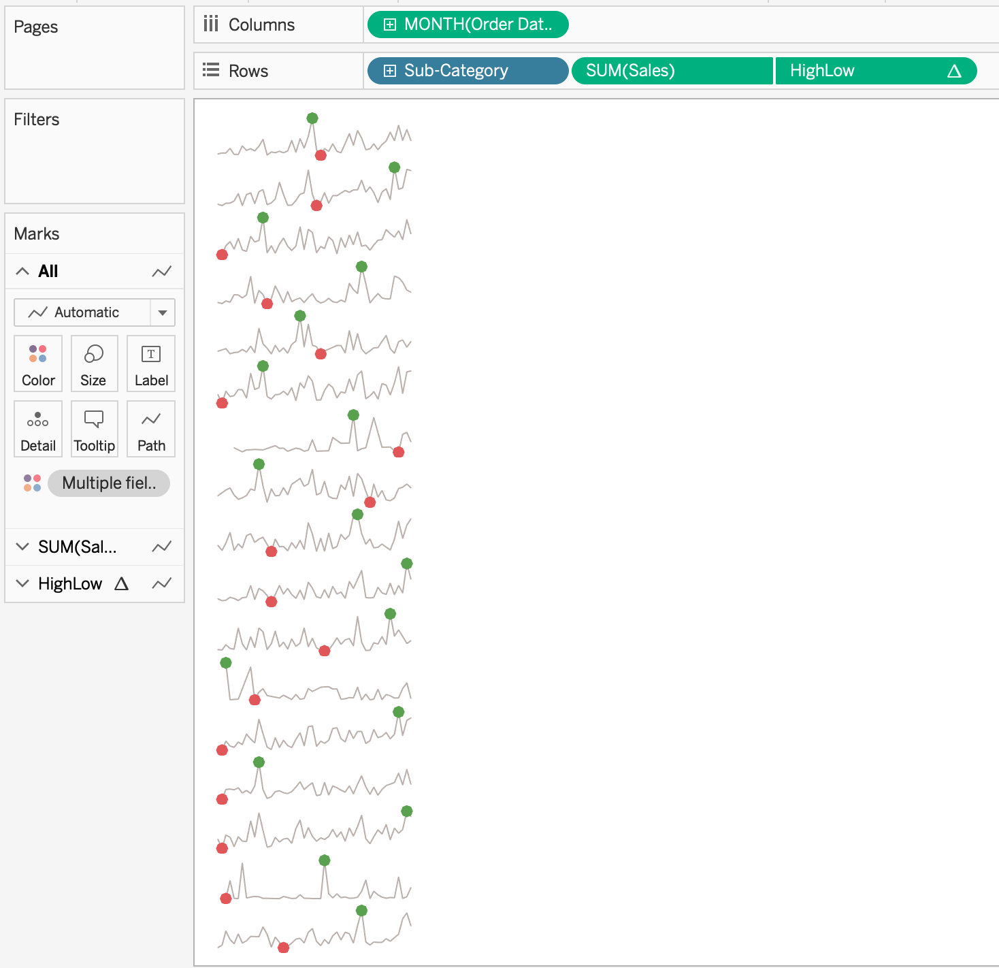 Pages
Columns
MONTH(Order Dat..
Rows
Sub-Category
SUM(Sales)
HighLow
Filters
Marks
All
Automatic
Color
Size
T
Label
Detail
Tooltip
Path
Multiple fiel..
SUM(Sal...
HighLow